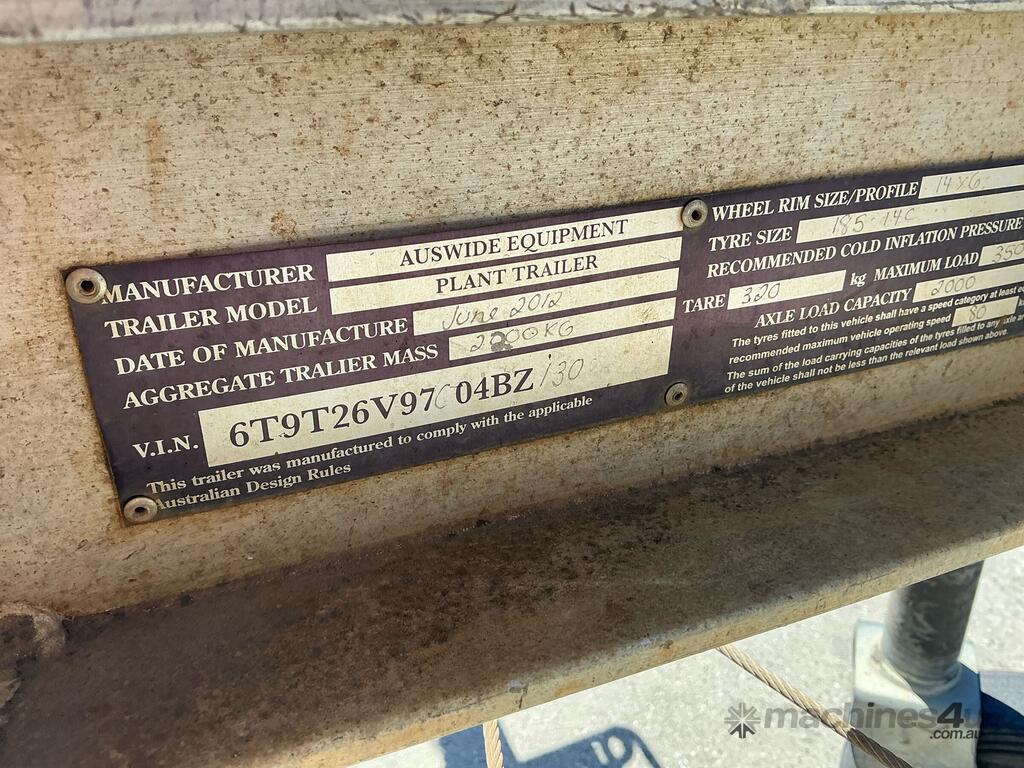 MANUFACTURER AUSWIDE EQUIPMENT
TRAILER MODEL PLANT TRAILER
DATE OF MANUFACTURE June 2012
AGGREGATE TRALIER MASS 2200KG
V.I.N. 6T9T26V97C04BZ130
This trailer was manufactured to comply with the applicable
Australian Design Rules
WHEEL RIM SIZE/PROFILE 14x6
TYRE SIZE 185·14C
RECOMMENDED COLD INFLATION PRESSURE
TARE 320 kg MAXIMUM LOAD 350
AXLE LOAD CAPACITY 2000
The tyres fitted to this vehicle shall have a speed category at least
recommended maximum vehicle operating speed 80
The sum of the load carrying capacities of the tyres fitted to any axle
of the vehicle shall not be less than the relevant load shown above.
machines4u
.com.au